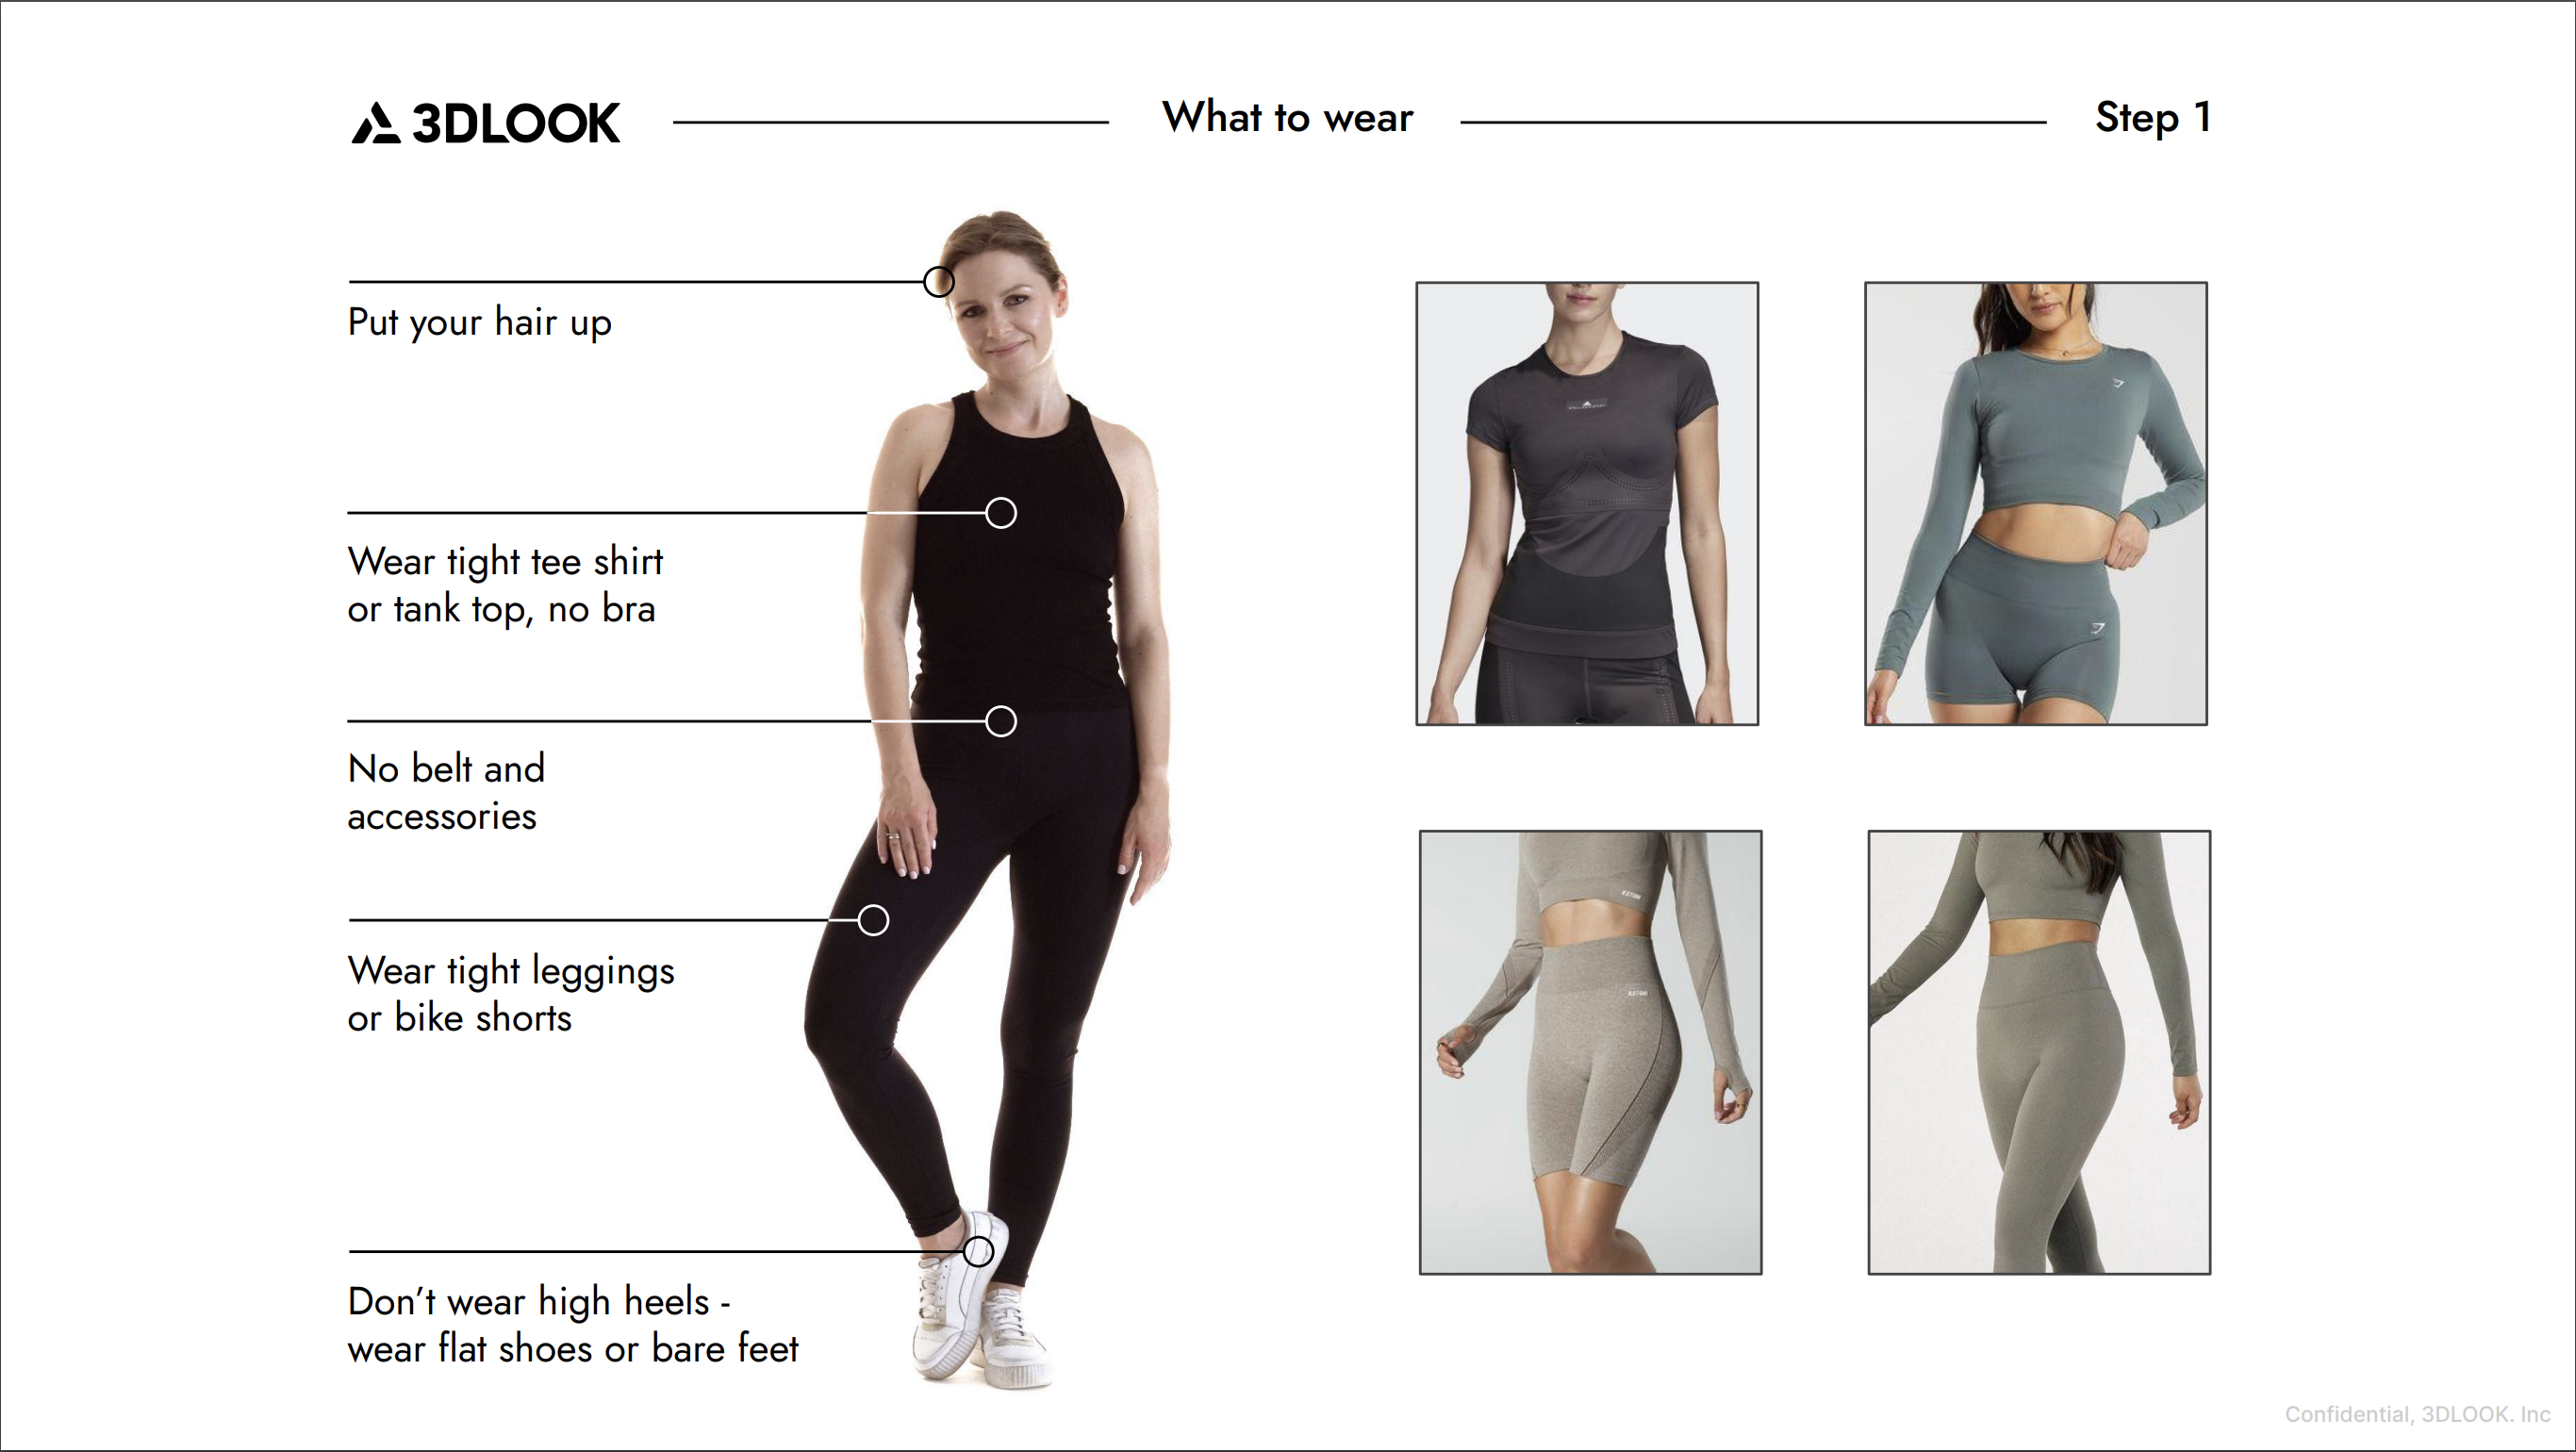 3DLOOK
What to wear
Step 1
Put your hair up
Wear tight tee shirt
or tank top, no bra
No belt and
accessories
Wear tight leggings
or bike shorts
Don’t wear high heels -
wear flat shoes or bare feet
Confidential, 3DLOOK. Inc